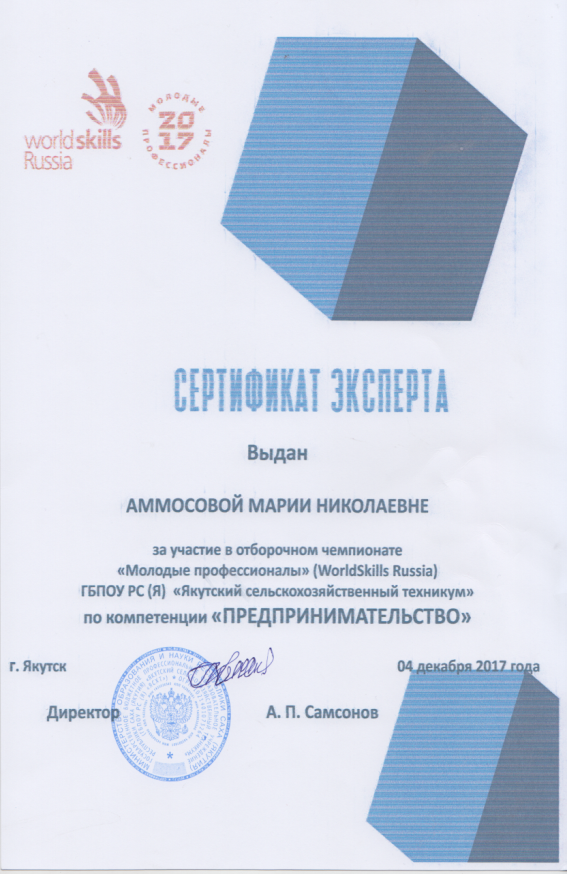 worldskills
Russia
МОЛОДЫЕ
2017
ПРОФЕССИОНАЛЫ
СЕРТИФИКАТ ЭКСПЕРТА
Выдан
АММОСОВОЙ МАРИИ НИКОЛАЕВНЕ
за участие в отборочном чемпионате
«Молодые профессионалы» (WorldSkills Russia)
ГБПОУ РС (Я) «Якутский сельскохозяйственный техникум»
по компетенции «ПРЕДПРИНИМАТЕЛЬСТВО»
г. Якутск
04 декабря 2017 года
Директор
А. П. Самсонов